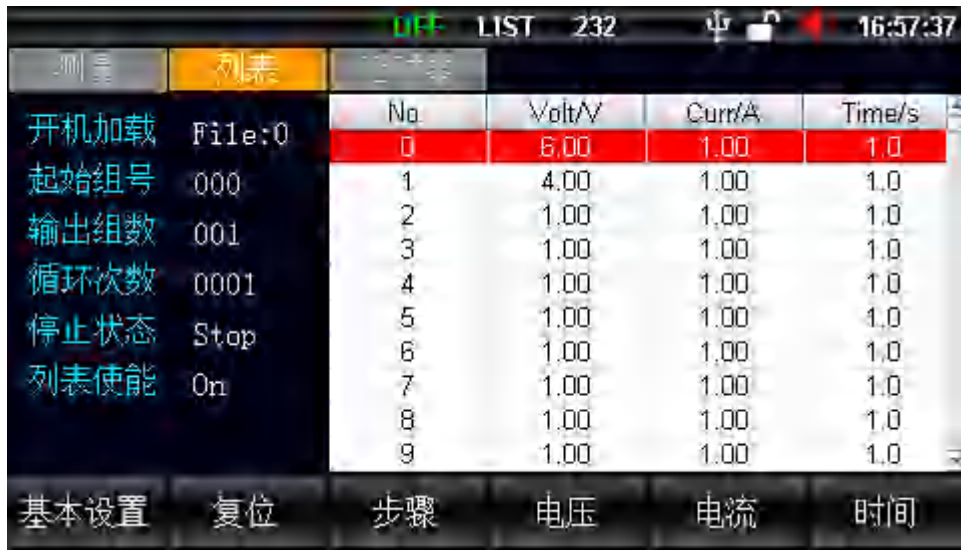 OFF LIST 232 16:57:37
测量 列表
开机加载 File:0
起始组号 000
输出组数 001
循环次数 0001
停止状态 Stop
列表使能 On
No Volt/V Curr/A Time/s
0 6.00 1.00 1.0
1 4.00 1.00 1.0
2 1.00 1.00 1.0
3 1.00 1.00 1.0
4 1.00 1.00 1.0
5 1.00 1.00 1.0
6 1.00 1.00 1.0
7 1.00 1.00 1.0
8 1.00 1.00 1.0
9 1.00 1.00 1.0
基本设置 复位 步骤 电压 电流 时间